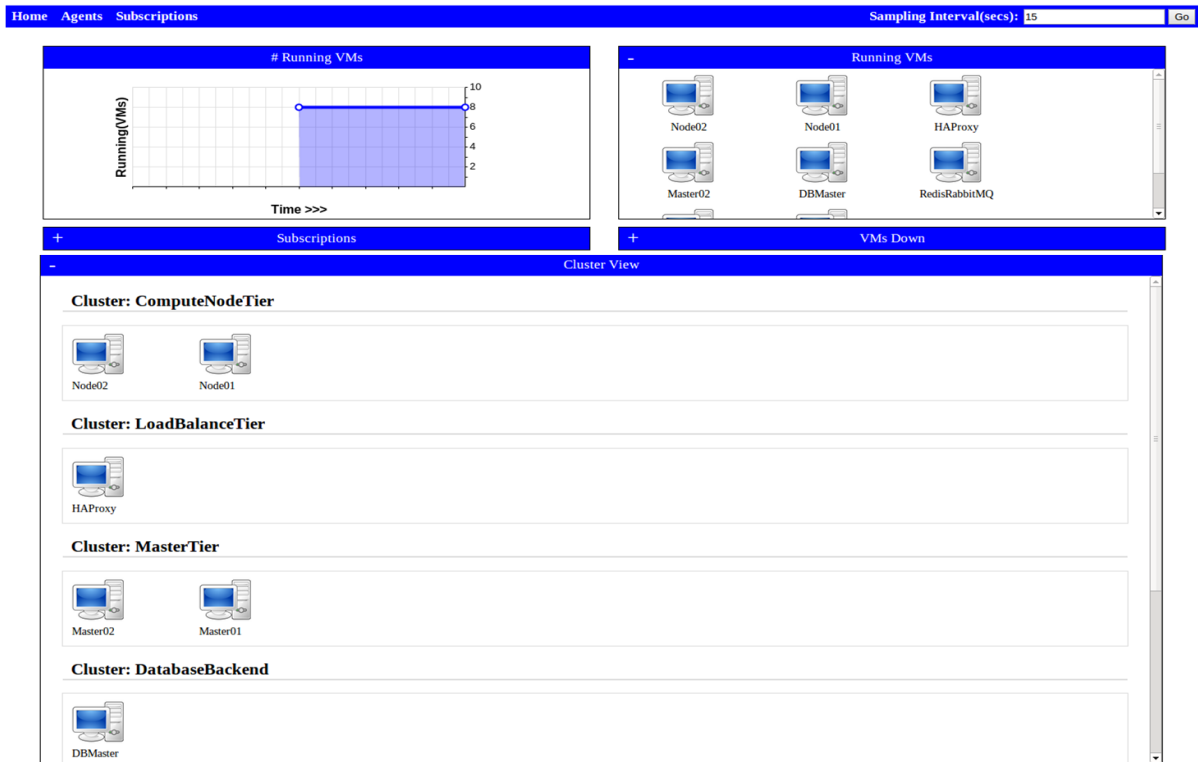 Home Agents Subscriptions Sampling Interval(secs): 15 Go
# Running VMs
Running(VMs)
10
8
6
4
2
Time >>>
- Running VMs
Node02 Node01 HAProxy
Master02 DBMaster RedisRabbitMQ
+ Subscriptions
+ VMs Down
- Cluster View
Cluster: ComputeNodeTier
Node02 Node01
Cluster: LoadBalanceTier
HAProxy
Cluster: MasterTier
Master02 Master01
Cluster: DatabaseBackend
DBMaster